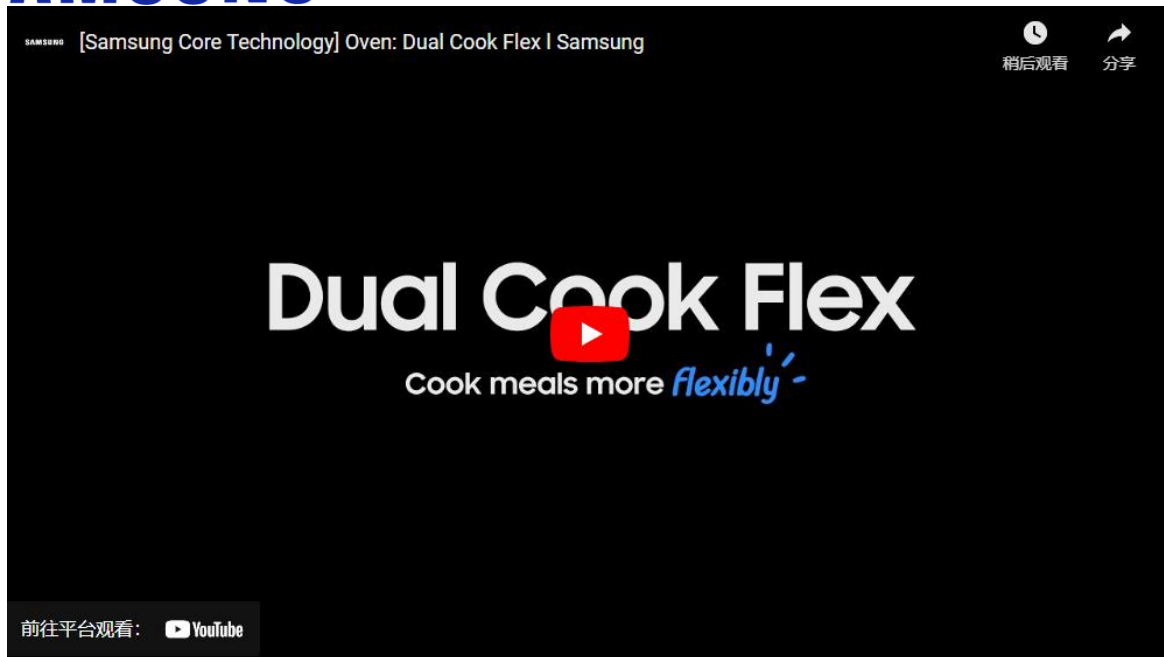 SAMSUNG [Samsung Core Technology] Oven: Dual Cook Flex l Samsung
稍后观看 分享
Dual Cook Flex
Cook meals more flexibly
前往平台观看： YouTube